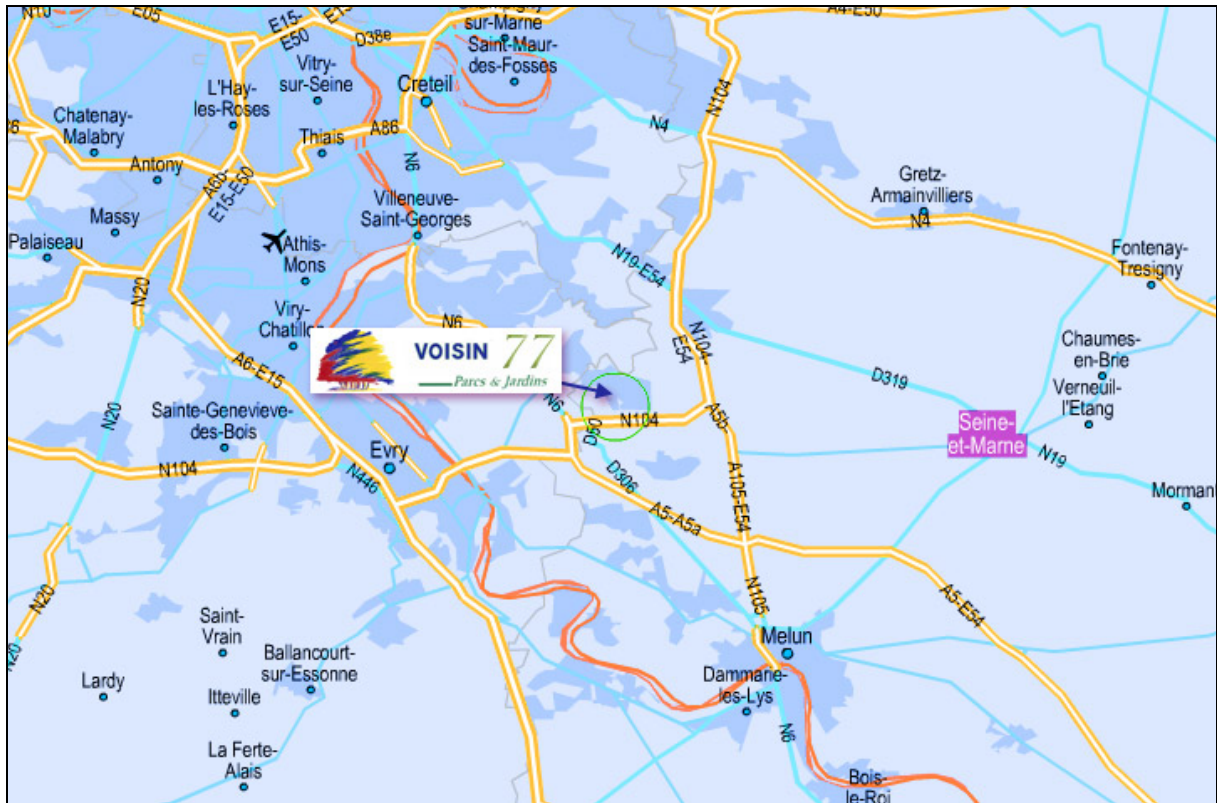 N10
E05
E15-
E50
D38e
sur-Marne
Saint-Maur-
des-Fosses
A4-E50
L'Hay-
les-Roses
Vitry-
sur-Seine
Creteil
N104
Chatenay-
Malabry
Thiais
A86
N6
N4
Antony
A6b-
E15-E50
Villeneuve-
Saint-Georges
Gretz-
Armainvilliers
N4
Massy
Palaiseau
Athis-
Mons
N19-E54
Fontenay-
Tresigny
N20
Viry-
Chatillon
N6
N104-
E54
Chaumes-
en-Brie
VOISIN 77
Parcs & Jardins
A6-E15
D319
Verneuil-
l'Etang
N20
Sainte-Genevieve-
des-Bois
N6
D50
N104
A5b-
A105-E54
Seine-
et-Marne
N19
N104
Evry
N446
D306
A5-A5a
Mormant
N20
N20
N105
A5-E54
Saint-
Vrain
Melun
Lardy
Ballancourt-
sur-Essonne
Itteville
Dammarie-
les-Lys
N6
La Ferte-
Alais
Bois-
le-Roi